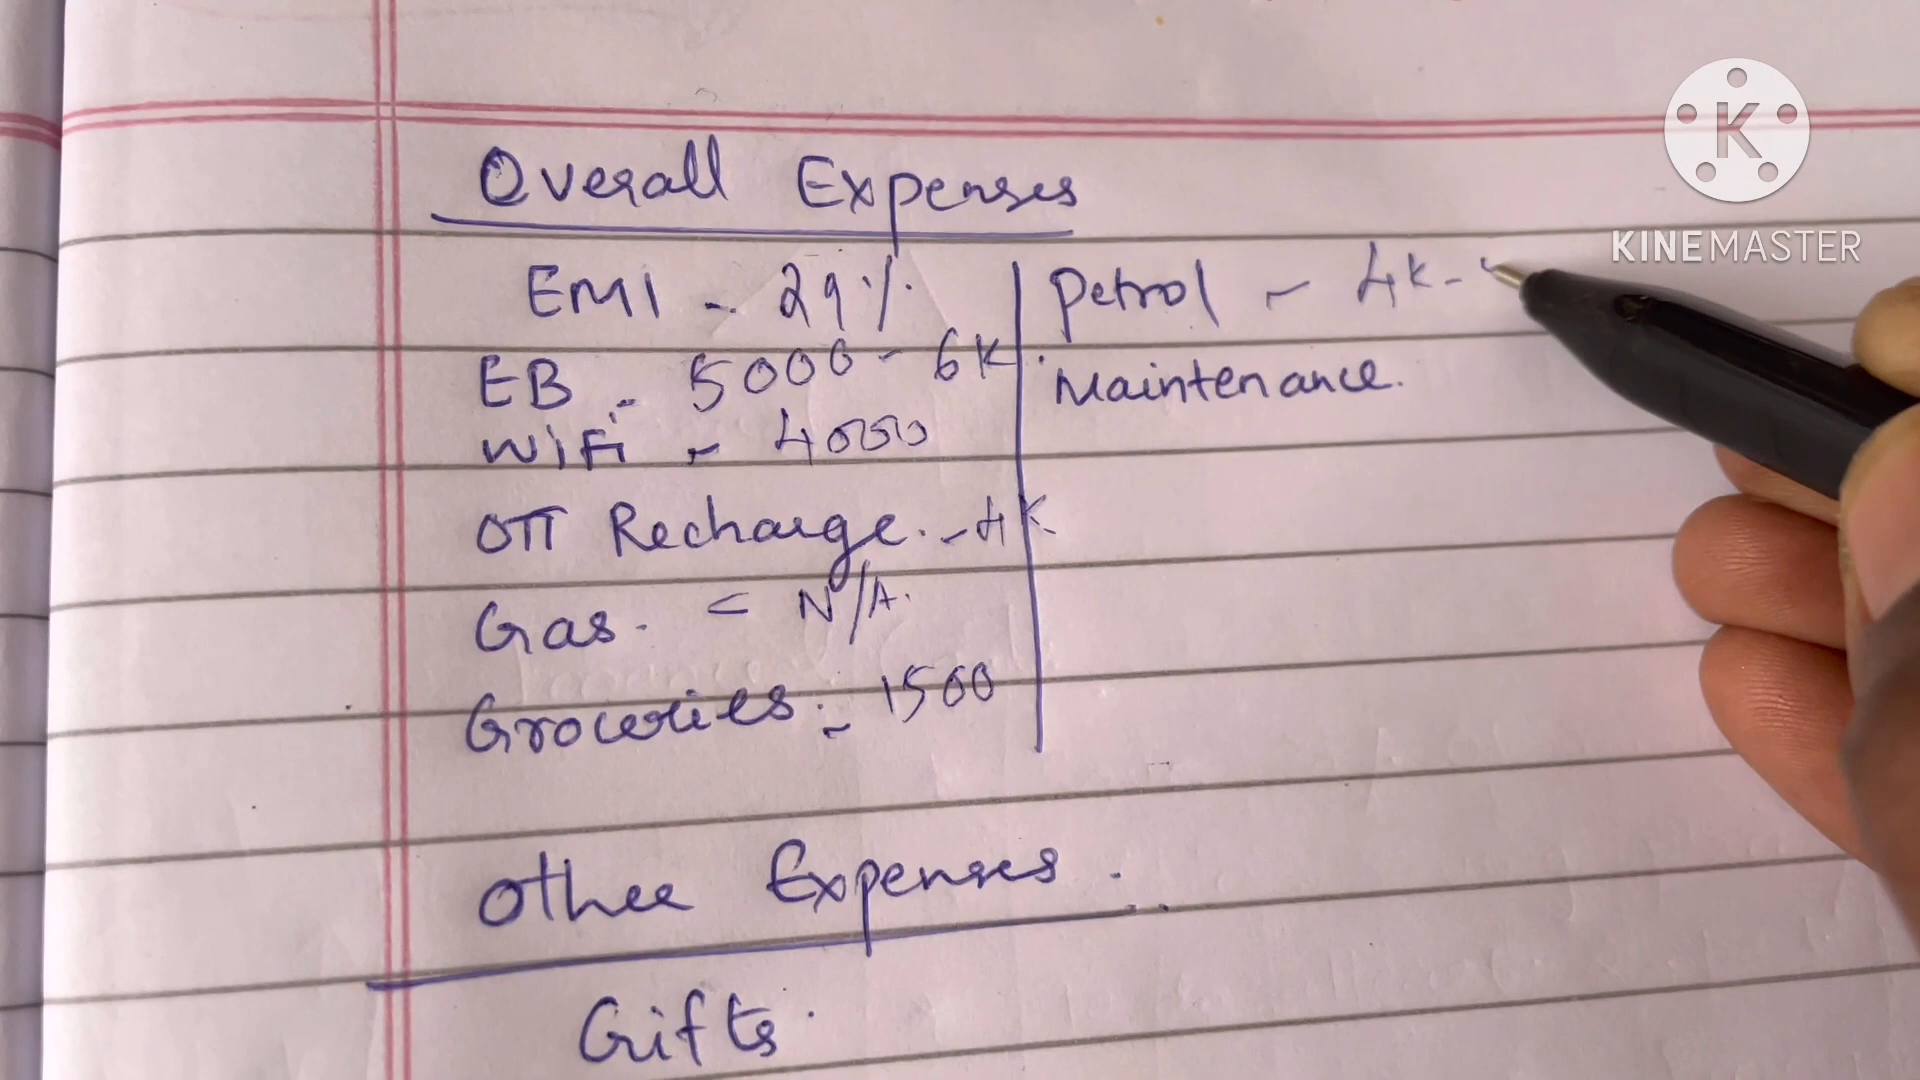 Overall Expenses
EMI - 29%
EB - 5000 - 6K
WiFi - 4000
OTT Recharge. - 4K
Gas. - N/A.
Groceries. - 1500
Petrol - 4K -
Maintenance.
Other Expenses.
Gifts.
K
KINEMASTER